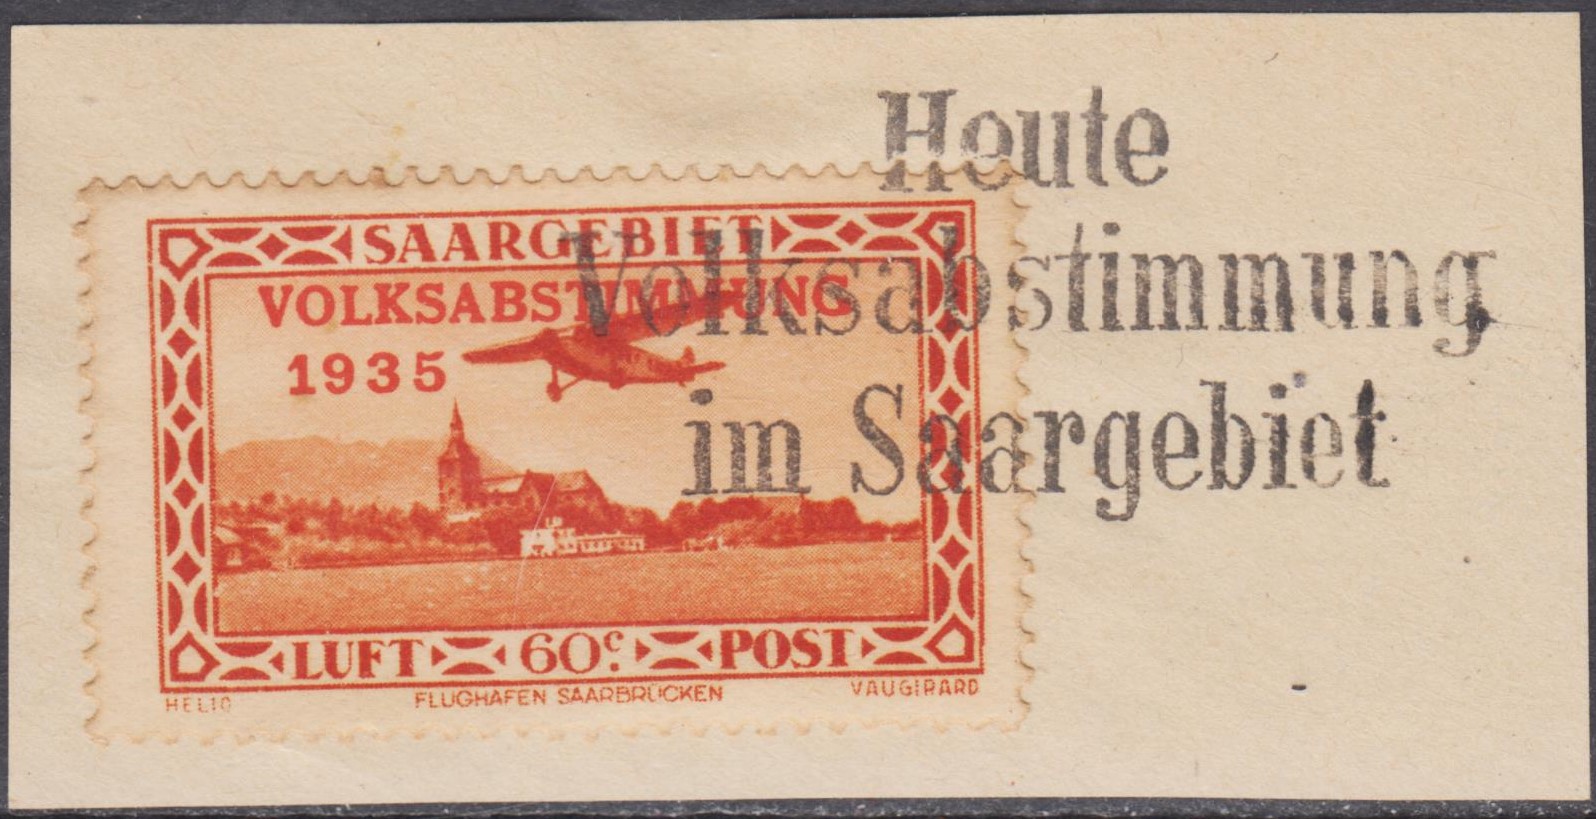 Heute
Volksabstimmung
im Saargebiet
SAARGEBIET
VOLKSABSTIMMUNG
1935
LUFT 60c. POST
HELIO FLUGHAFEN SAARBRÜCKEN VAUGIRARD